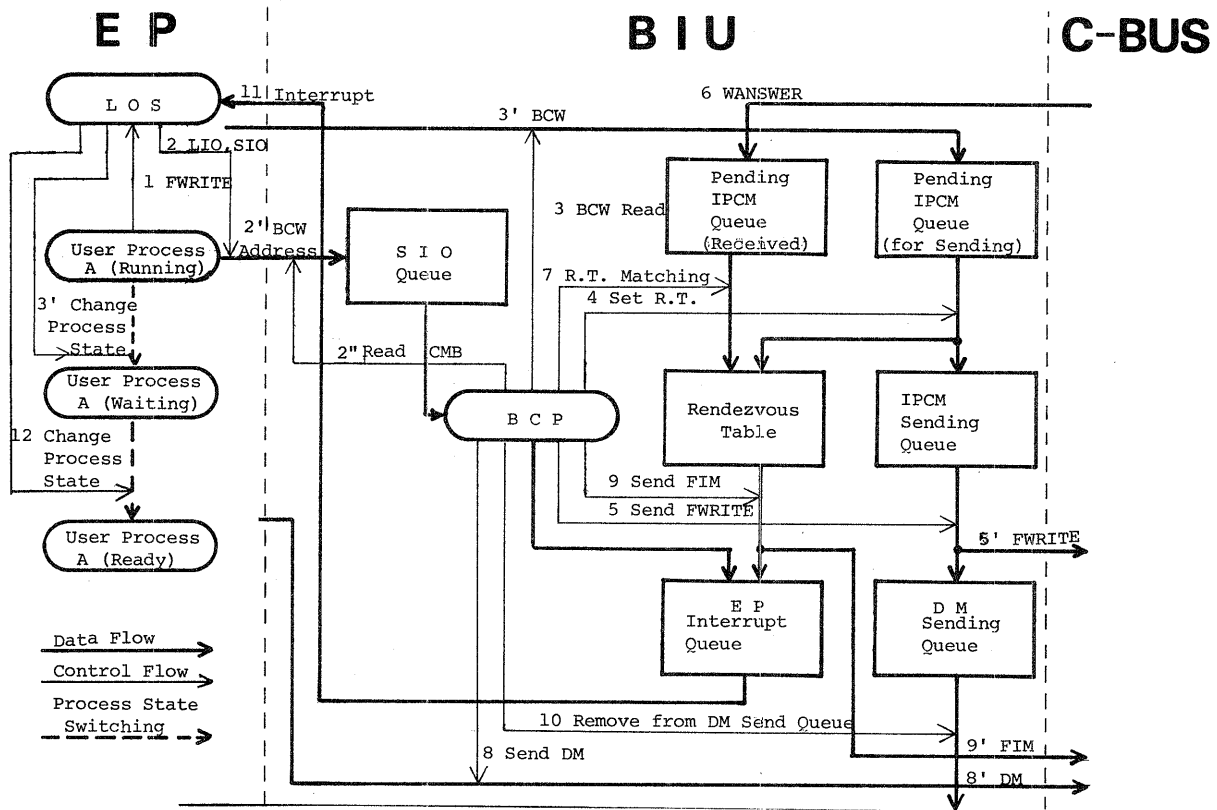 E P
B I U
C-BUS
L O S
11 Interrupt
6 WANSWER
3' BCW
2 LIO,SIO
1 FWRITE
Pending
IPCM
Queue
(Received)
Pending
IPCM
Queue
(for Sending)
3 BCW Read
2' BCW
Address
User Process
A (Running)
S I O
Queue
7 R.T. Matching
4 Set R.T.
3' Change
Process
State
2" Read CMB
User Process
A (Waiting)
B C P
Rendezvous
Table
IPCM
Sending
Queue
12 Change
Process
State
9 Send FIM
5 Send FWRITE
5' FWRITE
User Process
A (Ready)
E P
Interrupt
Queue
D M
Sending
Queue
Data Flow
Control Flow
Process State
Switching
10 Remove from DM Send Queue
8 Send DM
9' FIM
8' DM